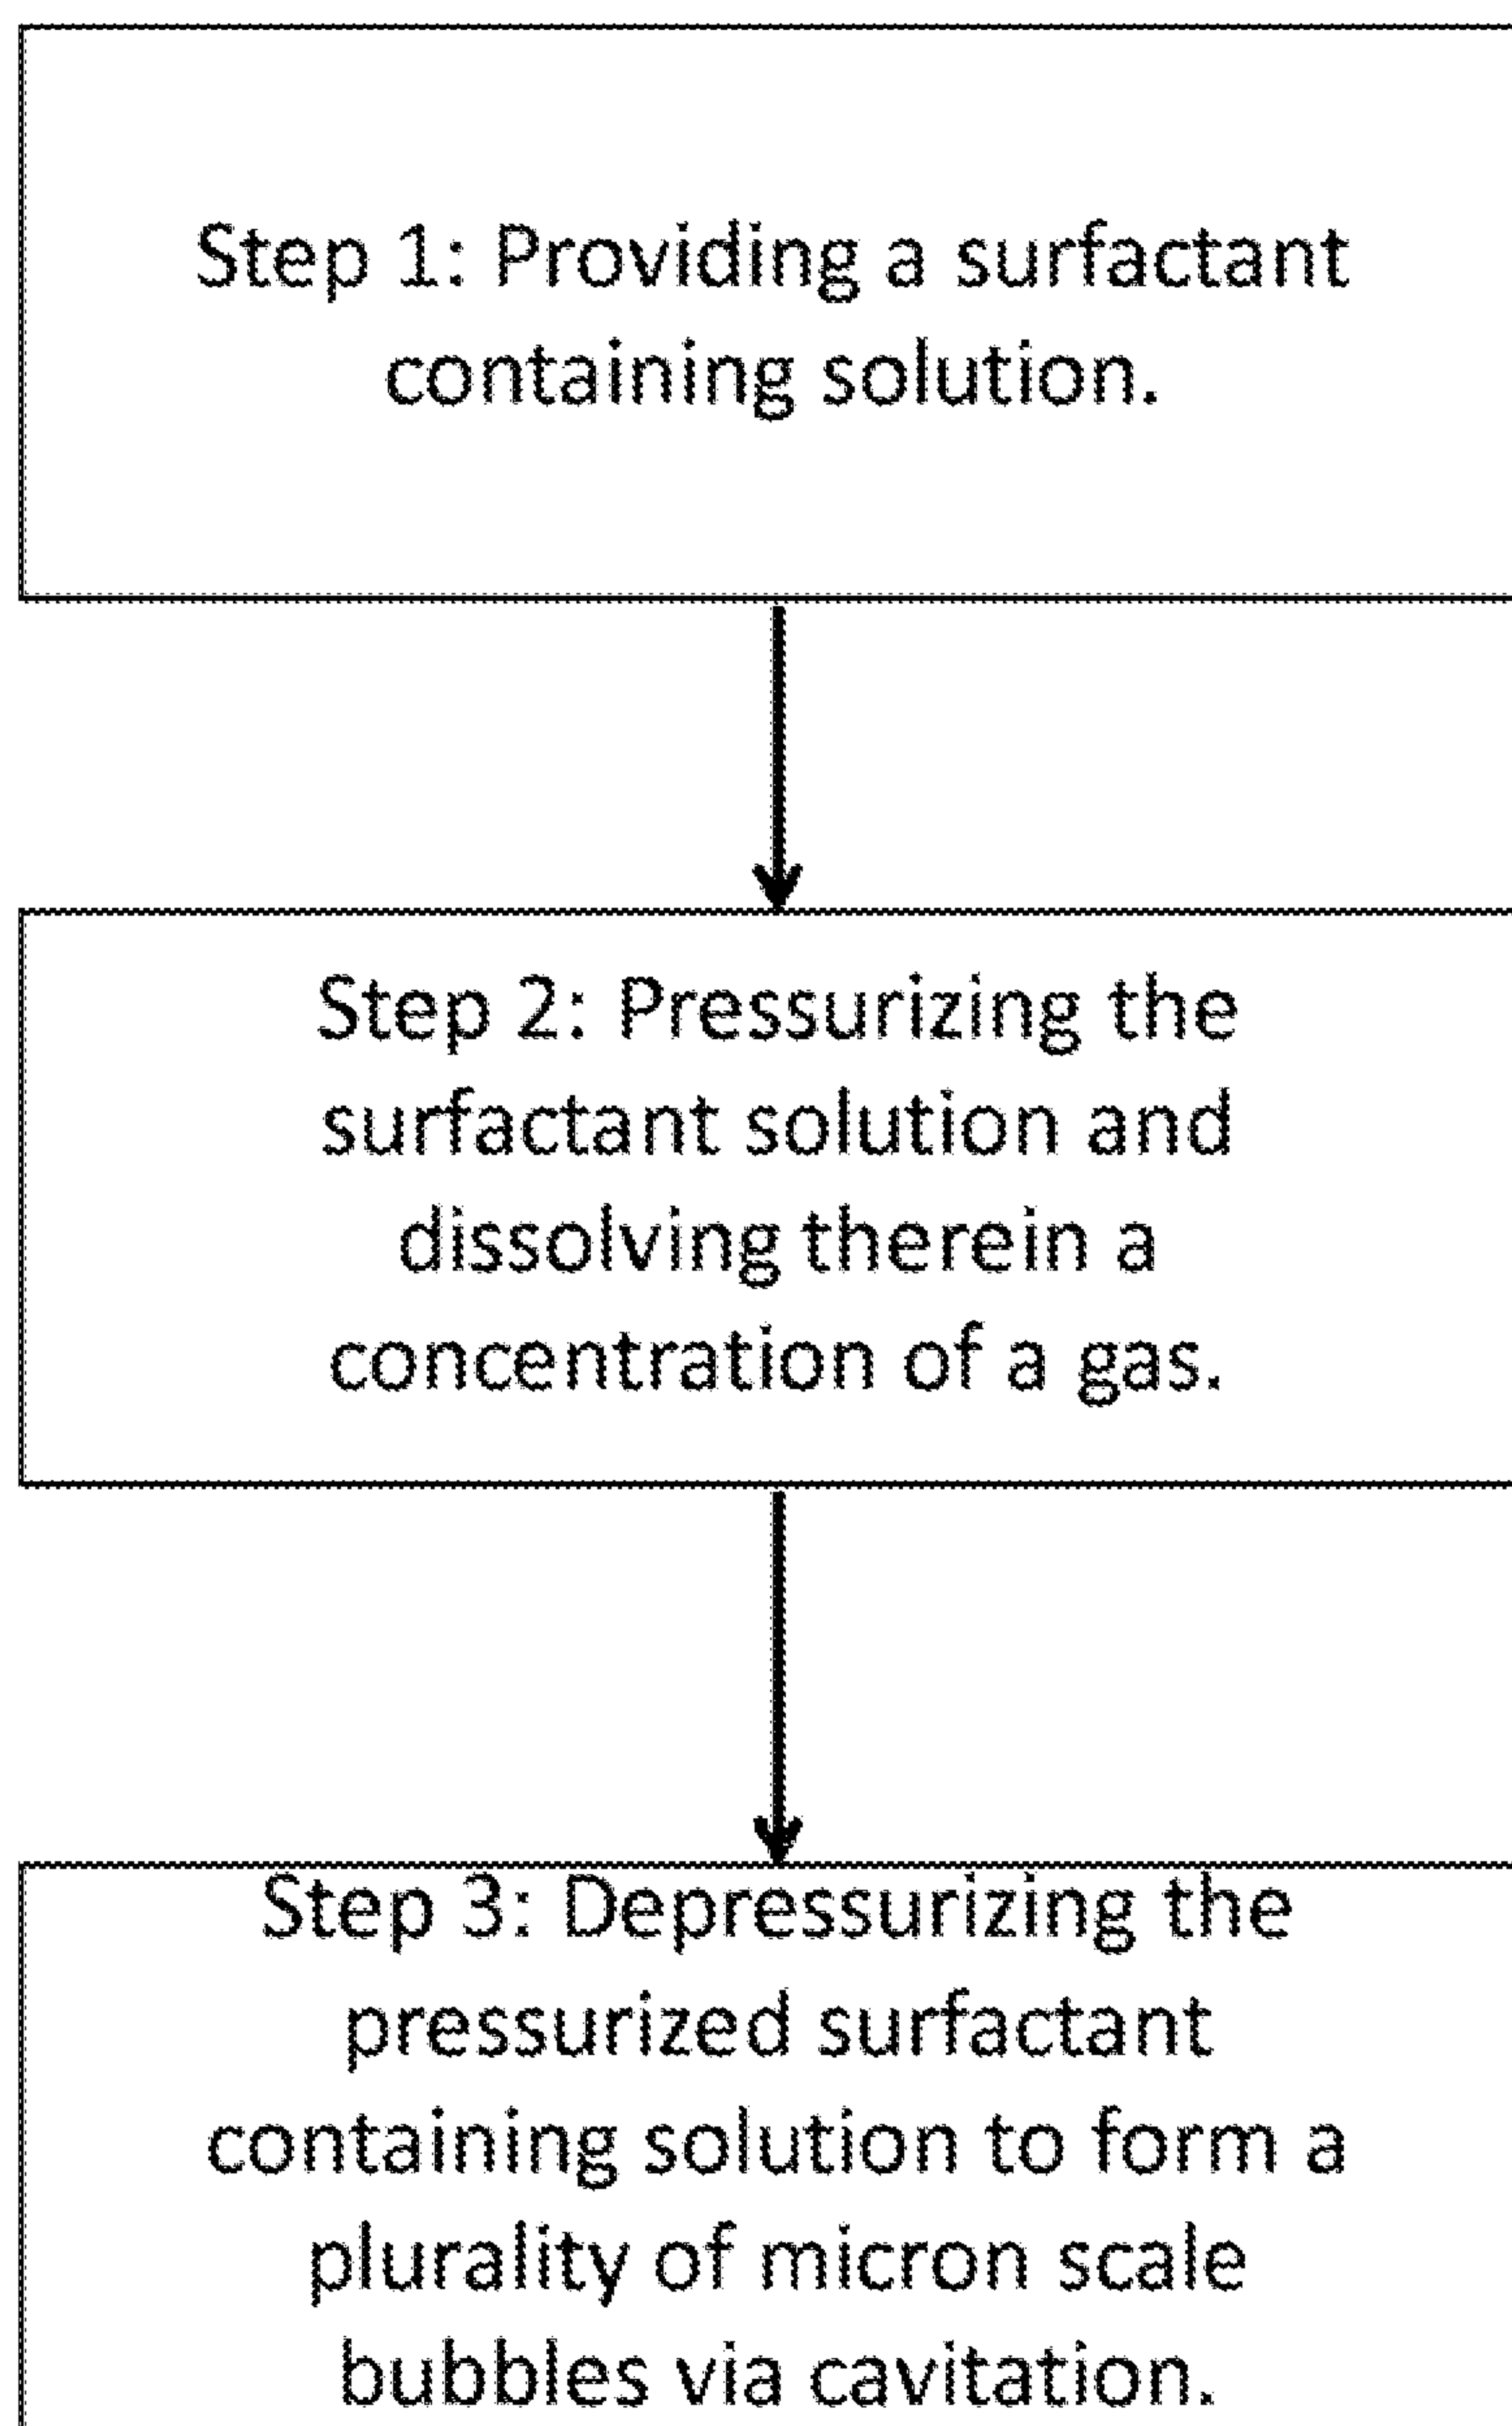 Step 1: Providing a surfactant
containing solution.
Step 2: Pressurizing the
surfactant solution and
dissolving therein a
concentration of a gas.
Step 3: Depressurizing the
pressurized surfactant
containing solution to form a
plurality of micron scale
bubbles via cavitation.